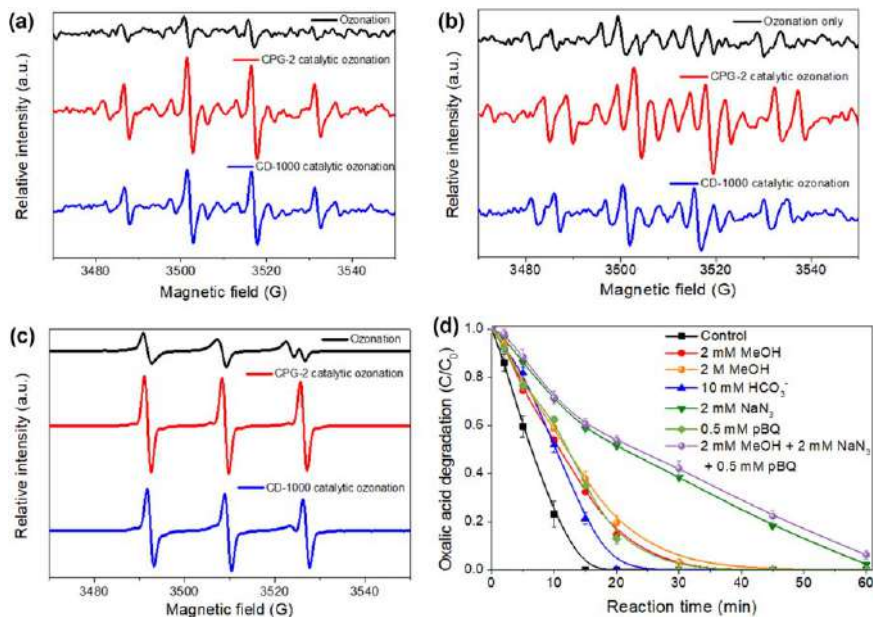 (a)
Ozonation
CPG-2 catalytic ozonation
CD-1000 catalytic ozonation
Relative intensity (a.u.)
3480 3500 3520 3540
Magnetic field (G)
(b)
Ozonation only
CPG-2 catalytic ozonation
CD-1000 catalytic ozonation
Relative intensity (a.u.)
3480 3500 3520 3540
Magnetic field (G)
(c)
Ozonation
CPG-2 catalytic ozonation
CD-1000 catalytic ozonation
Relative intensity (a.u.)
3480 3500 3520 3540
Magnetic field (G)
(d)
Control
2 mM MeOH
2 M MeOH
10 mM HCO₃⁻
2 mM NaN₃
0.5 mM pBQ
2 mM MeOH + 2 mM NaN₃
+ 0.5 mM pBQ
Oxalic acid degradation (C/C₀)
1.0
0.8
0.6
0.4
0.2
0.0
0 10 20 30 40 50 60
Reaction time (min)